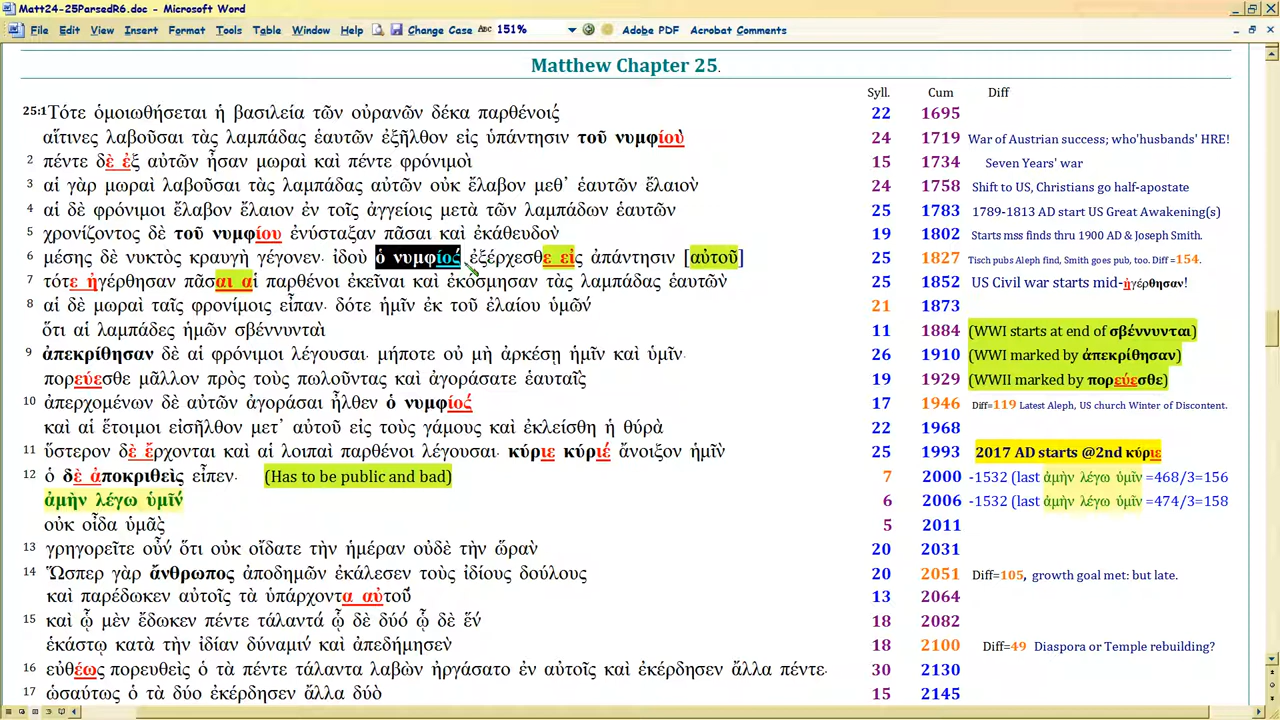 Matt24-25ParsedR6.doc - Microsoft Word
File Edit View Insert Format Tools Table Window Help Change Case ABC 151% Adobe PDF Acrobat Comments
Matthew Chapter 25.
Syll. Cum Diff
25:1 Τότε ὁμοιωθήσεται ἡ βασιλεία τῶν οὐρανῶν δέκα παρθένοις́ 22 1695
αἵτινες λαβοῦσαι τὰς λαμπάδας ἑαυτῶν ἐξῆλθον εἰς ὑπάντησιν τοῦ νυμφίοὺ 24 1719 War of Austrian success; who'husbands' HRE!
2 πέντε δὲ ἐξ αὐτῶν ἦσαν μωραὶ καὶ πέντε φρόνιμοι 15 1734 Seven Years' war
3 αἱ γὰρ μωραὶ λαβοῦσαι τὰς λαμπάδας αὐτῶν οὐκ ἔλαβον μεθ᾽ ἑαυτῶν ἔλαιον 24 1758 Shift to US, Christians go half-apostate
4 αἱ δὲ φρόνιμοι ἔλαβον ἔλαιον ἐν τοῖς ἀγγείοις μετὰ τῶν λαμπάδων ἑαυτῶν 25 1783 1789-1813 AD start US Great Awakening(s)
5 χρονίζοντος δὲ τοῦ νυμφίου ἐνύσταξαν πᾶσαι καὶ ἐκάθευδον 19 1802 Starts mss finds thru 1900 AD & Joseph Smith.
6 μέσης δὲ νυκτὸς κραυγὴ γέγονεν· ἰδοὺ ὁ νυμφίος ἐξέρχεσθε εἰς ἀπάντησιν [αὐτοῦ] 25 1827 Tisch pubs Aleph find, Smith goes pub, too. Diff =154.
7 τότε ἠγέρθησαν πᾶσαι αἱ παρθένοι ἐκεῖναι καὶ ἐκόσμησαν τὰς λαμπάδας ἑαυτῶν 25 1852 US Civil war starts mid-ἠγέρθησαν!
8 αἱ δὲ μωραὶ ταῖς φρονίμοις εἶπαν· δότε ἡμῖν ἐκ τοῦ ἐλαίου ὑμῶν 21 1873
ὅτι αἱ λαμπάδες ἡμῶν σβέννυνται 11 1884 (WWI starts at end of σβέννυνται)
9 ἀπεκρίθησαν δὲ αἱ φρόνιμοι λέγουσαι· μήποτε οὐ μὴ ἀρκέσῃ ἡμῖν καὶ ὑμῖν· 26 1910 (WWI marked by ἀπεκρίθησαν)
πορεύεσθε μᾶλλον πρὸς τοὺς πωλοῦντας καὶ ἀγοράσατε ἑαυταῖς 19 1929 (WWII marked by πορεύεσθε)
10 ἀπερχομένων δὲ αὐτῶν ἀγοράσαι ἦλθεν ὁ νυμφίος 17 1946 Diff=119 Latest Aleph, US church Winter of Discontent.
καὶ αἱ ἕτοιμοι εἰσῆλθον μετ᾽ αὐτοῦ εἰς τοὺς γάμους καὶ ἐκλείσθη ἡ θύρα 22 1968
11 ὕστερον δὲ ἔρχονται καὶ αἱ λοιπαὶ παρθένοι λέγουσαι· κύριε κύριε ἄνοιξον ἡμῖν 25 1993 2017 AD starts @2nd κύριε
12 ὁ δὲ ἀποκριθεὶς εἶπεν· (Has to be public and bad) 7 2000 -1532 (last ἀμὴν λέγω ὑμῖν =468/3=156
ἀμὴν λέγω ὑμῖν 6 2006 -1532 (last ἀμὴν λέγω ὑμῖν =474/3=158
οὐκ οἶδα ὑμᾶς 5 2011
13 γρηγορεῖτε οὖν ὅτι οὐκ οἴδατε τὴν ἡμέραν οὐδὲ τὴν ὥραν 20 2031
14 Ὥσπερ γὰρ ἄνθρωπος ἀποδημῶν ἐκάλεσεν τοὺς ἰδίους δούλους 20 2051 Diff=105, growth goal met: but late.
καὶ παρέδωκεν αὐτοῖς τὰ ὑπάρχοντα αὐτοῦ 13 2064
15 καὶ ᾧ μὲν ἔδωκεν πέντε τάλαντά ᾧ δὲ δύό ᾧ δὲ ἕν 18 2082
ἑκάστῳ κατὰ τὴν ἰδίαν δύναμιν καὶ ἀπεδήμησεν 18 2100 Diff=49 Diaspora or Temple rebuilding?
16 εὐθέως πορευθεὶς ὁ τὰ πέντε τάλαντα λαβὼν ἠργάσατο ἐν αὐτοῖς καὶ ἐκέρδησεν ἄλλα πέντε· 30 2130
17 ὡσαύτως ὁ τὰ δύο ἐκέρδησεν ἄλλα δύὸ 15 2145